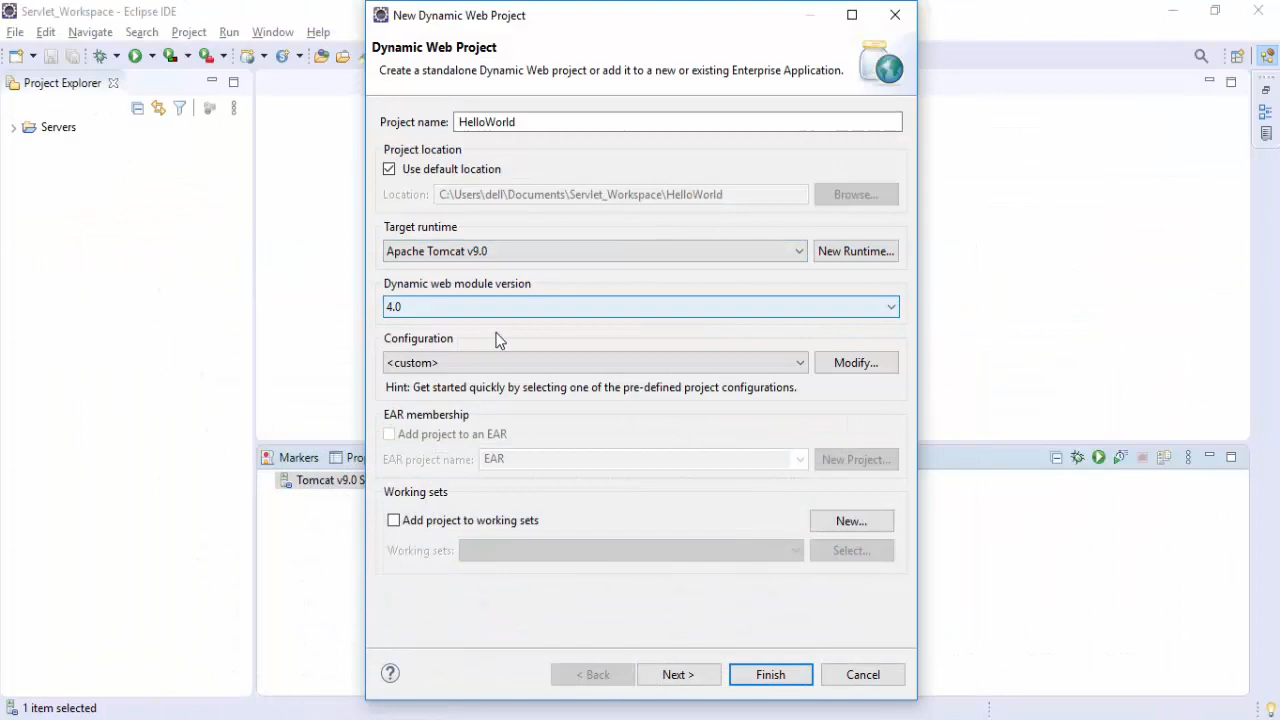 Servlet_Workspace - Eclipse IDE
File Edit Navigate Search Project Run Window Help
Project Explorer
Servers
New Dynamic Web Project
Dynamic Web Project
Create a standalone Dynamic Web project or add it to a new or existing Enterprise Application.
Project name: HelloWorld
Project location
Use default location
Location: C:\Users\dell\Documents\Servlet_Workspace\HelloWorld Browse...
Target runtime
Apache Tomcat v9.0 New Runtime...
Dynamic web module version
4.0
Configuration
<custom> Modify...
Hint: Get started quickly by selecting one of the pre-defined project configurations.
EAR membership
Add project to an EAR
EAR project name: EAR New Project...
Working sets
Add project to working sets New...
Working sets: Select...
< Back Next > Finish Cancel
Markers Prop
Tomcat v9.0 S
1 item selected